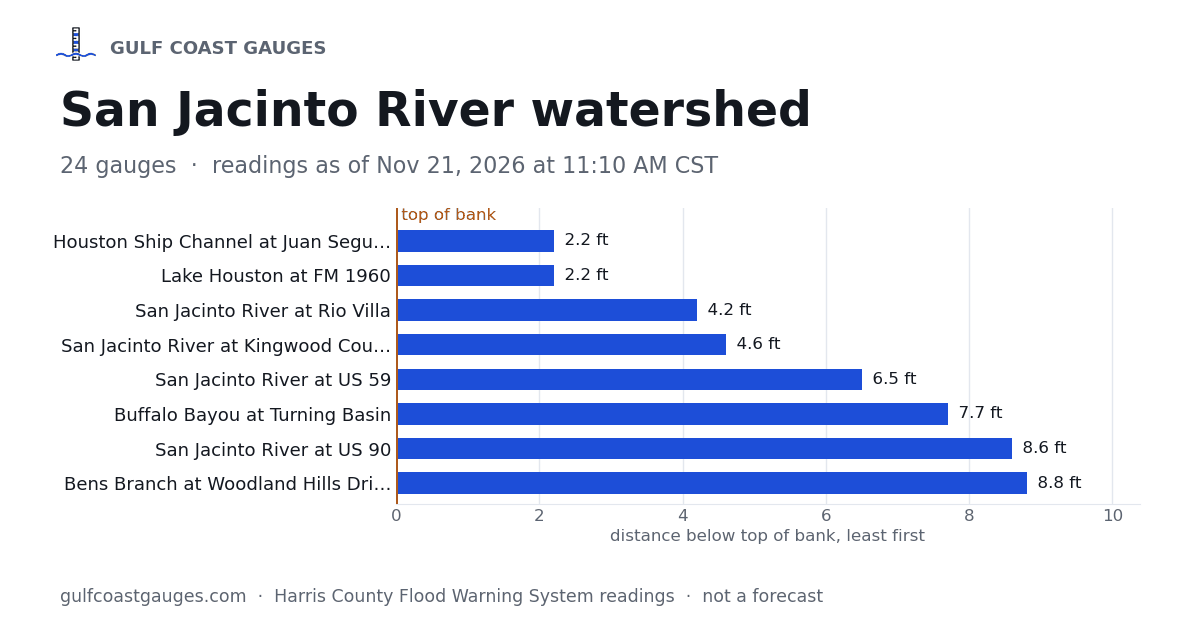 GULF COAST GAUGES
San Jacinto River watershed
24 gauges · readings as of Nov 21, 2026 at 11:10 AM CST
top of bank
Houston Ship Channel at Juan Segu… 2.2 ft
Lake Houston at FM 1960 2.2 ft
San Jacinto River at Rio Villa 4.2 ft
San Jacinto River at Kingwood Cou… 4.6 ft
San Jacinto River at US 59 6.5 ft
Buffalo Bayou at Turning Basin 7.7 ft
San Jacinto River at US 90 8.6 ft
Bens Branch at Woodland Hills Dri… 8.8 ft
0 2 4 6 8 10
distance below top of bank, least first
gulfcoastgauges.com · Harris County Flood Warning System readings · not a forecast